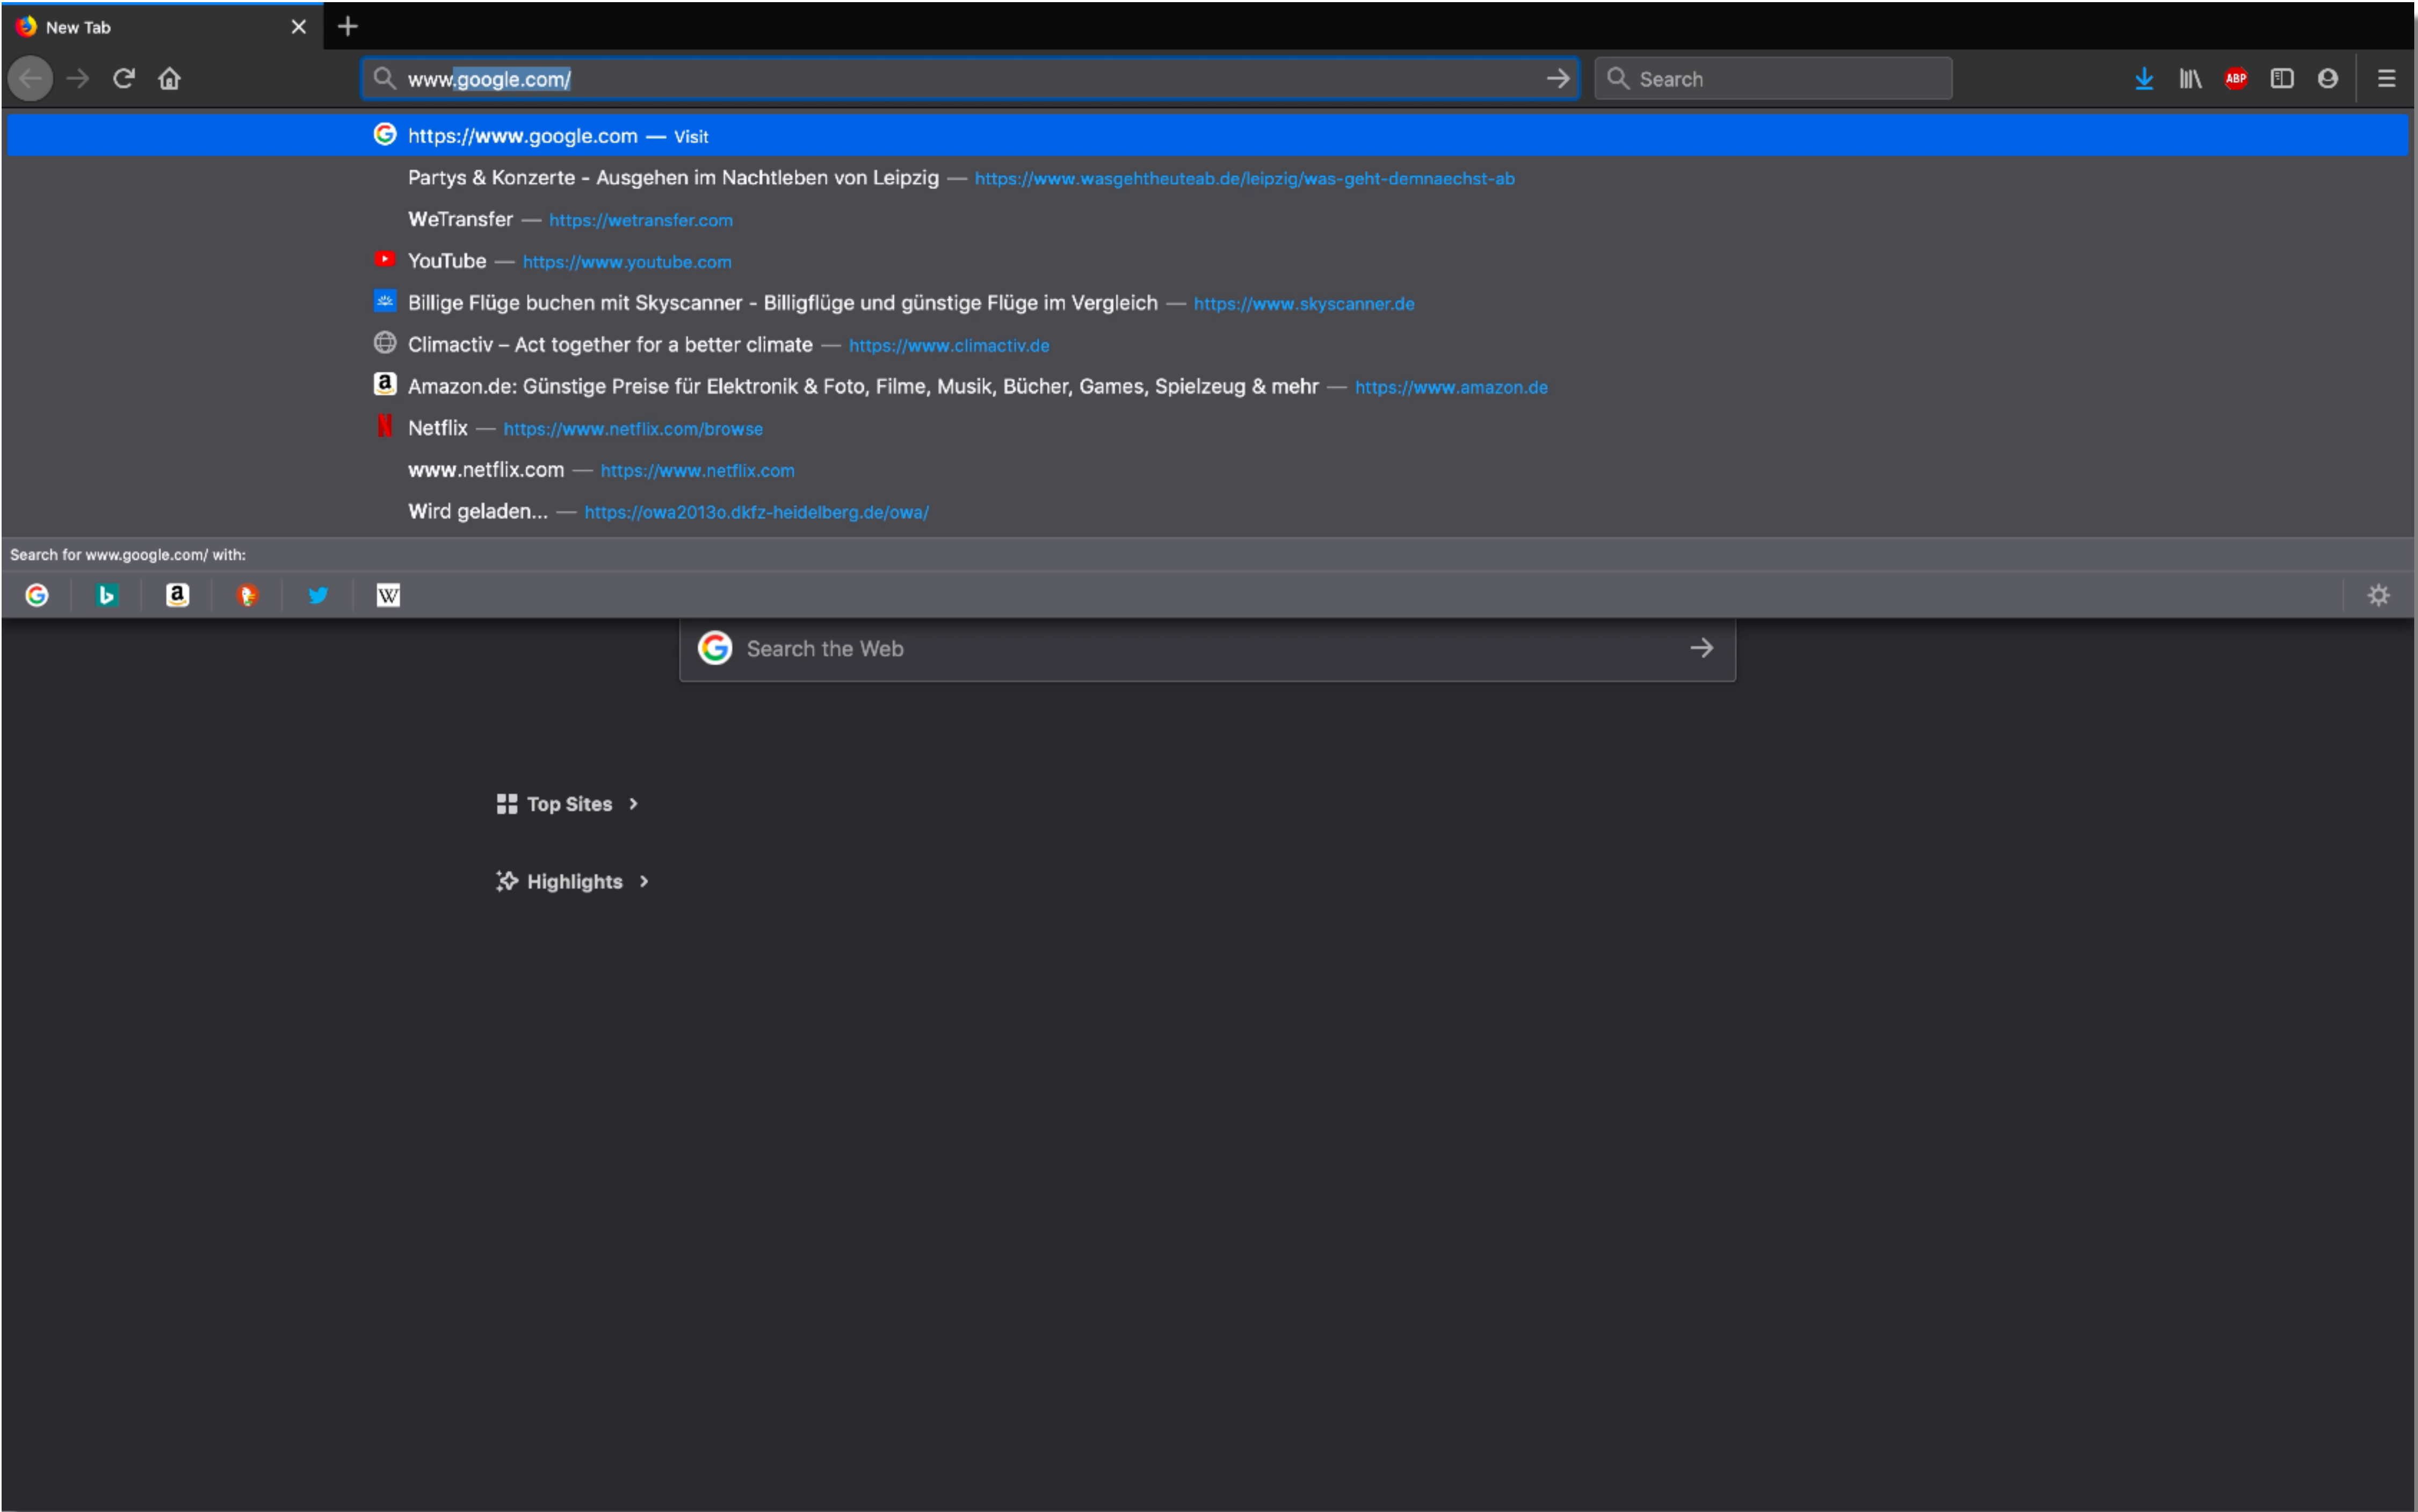 New Tab
www.google.com/
Search
ABP
https://www.google.com — Visit
Partys & Konzerte - Ausgehen im Nachtleben von Leipzig — https://www.wasgehtheuteab.de/leipzig/was-geht-demnaechst-ab
WeTransfer — https://wetransfer.com
YouTube — https://www.youtube.com
Billige Flüge buchen mit Skyscanner - Billigflüge und günstige Flüge im Vergleich — https://www.skyscanner.de
Climactiv – Act together for a better climate — https://www.climactiv.de
Amazon.de: Günstige Preise für Elektronik & Foto, Filme, Musik, Bücher, Games, Spielzeug & mehr — https://www.amazon.de
Netflix — https://www.netflix.com/browse
www.netflix.com — https://www.netflix.com
Wird geladen... — https://owa2013o.dkfz-heidelberg.de/owa/
Search for www.google.com/ with:
Search the Web
Top Sites
Highlights